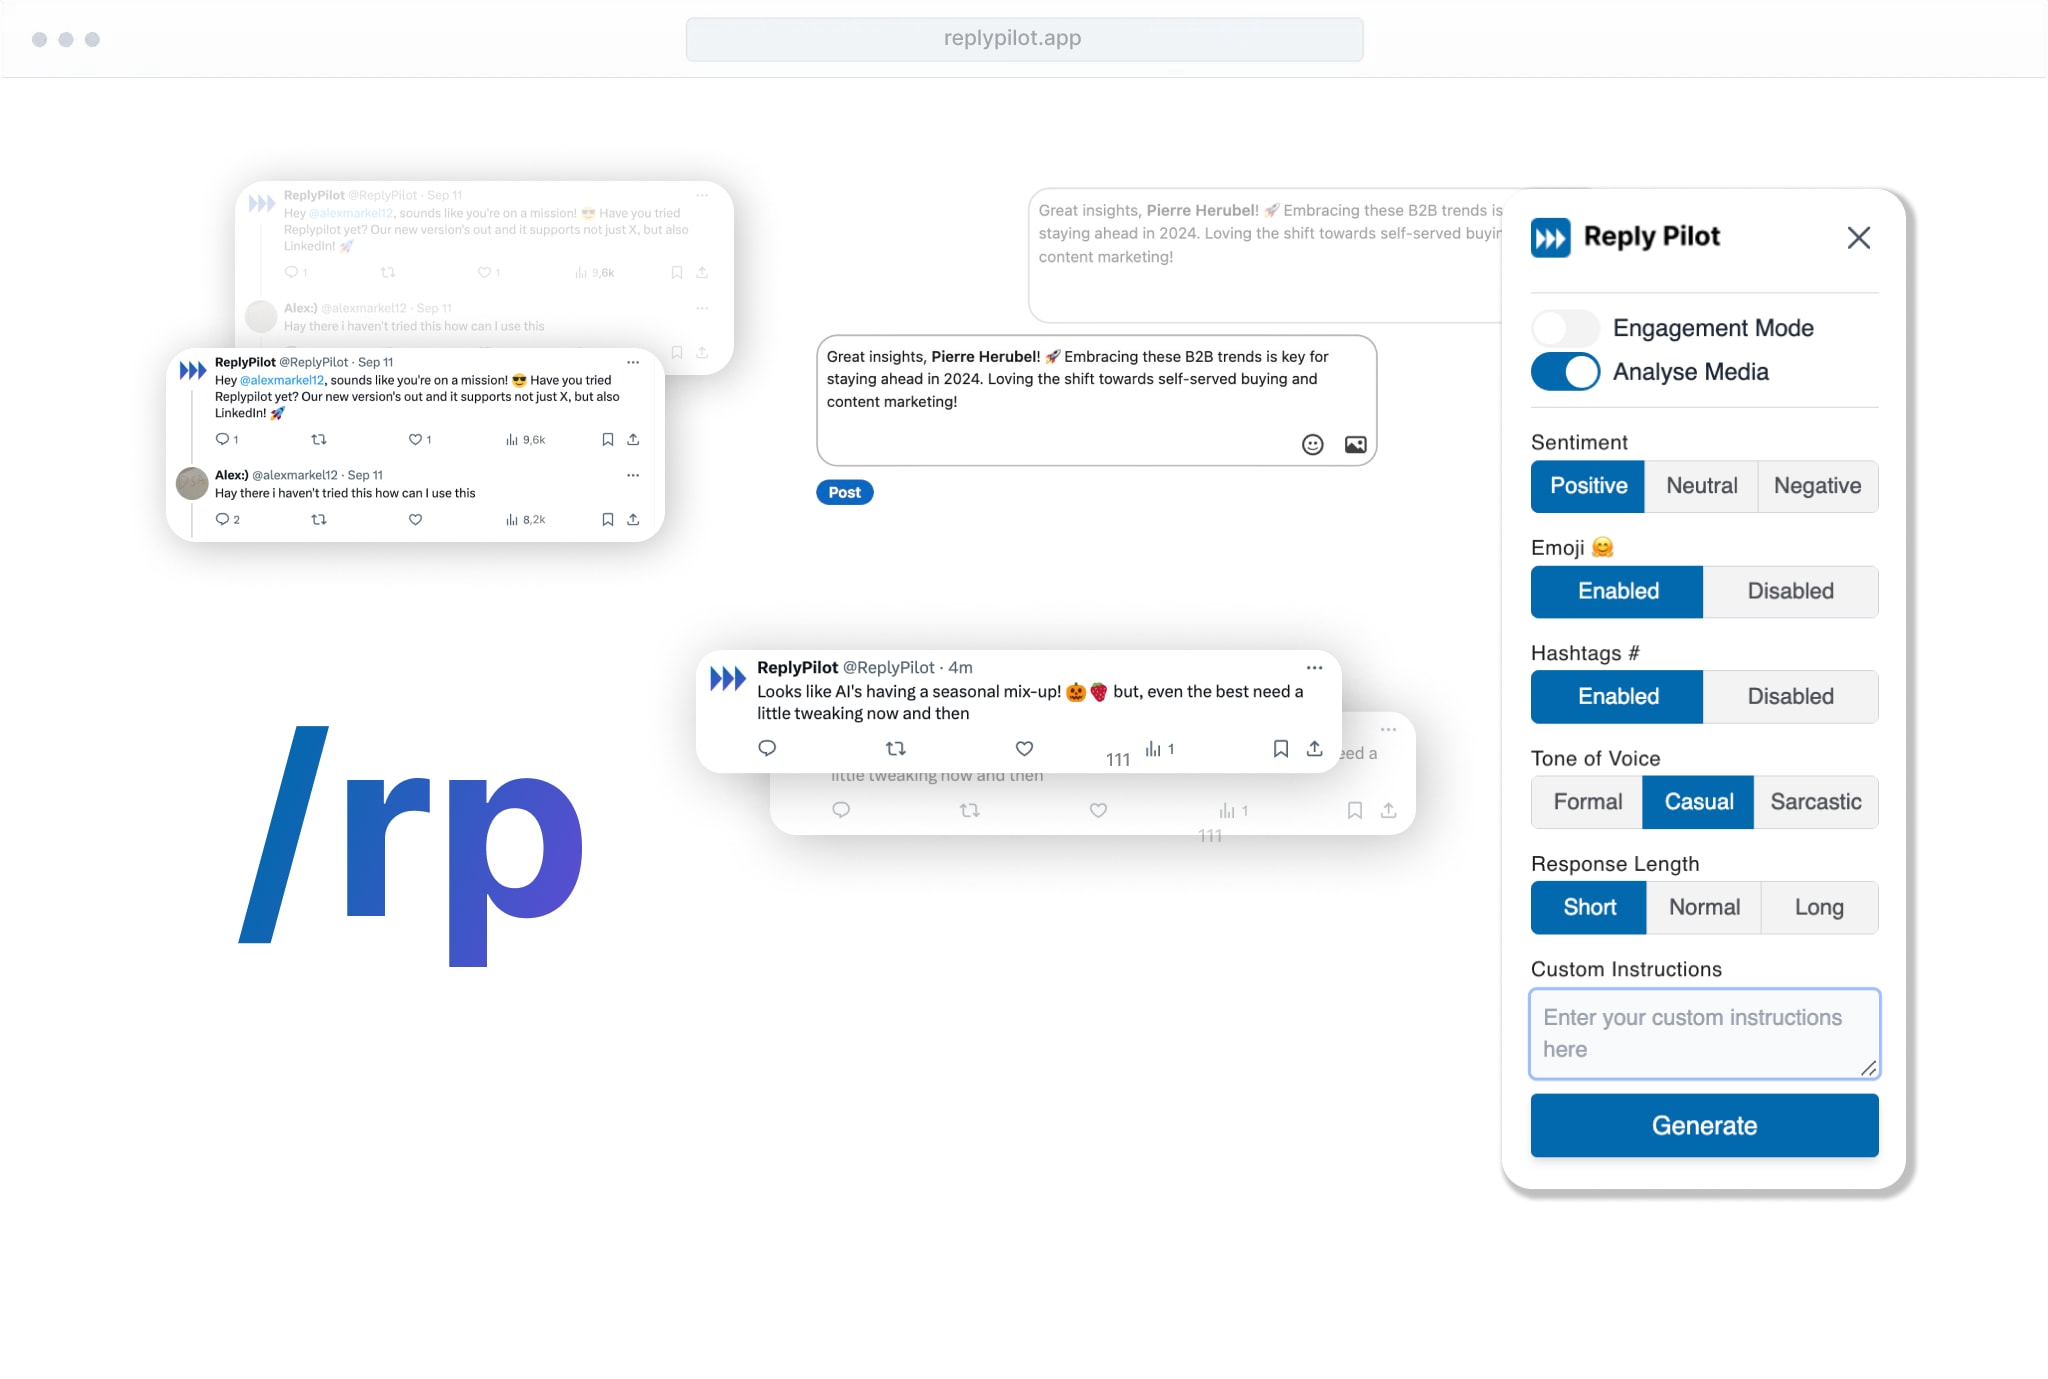 replypilot.app
ReplyPilot @ReplyPilot · Sep 11
Hey @alexmarkel12, sounds like you're on a mission! 😎 Have you tried
Replypilot yet? Our new version's out and it supports not just X, but also
LinkedIn! 🚀
1
1
9,6k
Alex:) @alexmarkel12 · Sep 11
Hay there i haven't tried this how can I use this
ReplyPilot @ReplyPilot · Sep 11
Hey @alexmarkel12, sounds like you're on a mission! 😎 Have you tried
Replypilot yet? Our new version's out and it supports not just X, but also
LinkedIn! 🚀
1
1
9,6k
Alex:) @alexmarkel12 · Sep 11
Hay there i haven't tried this how can I use this
2
8,2k
Great insights, Pierre Herubel! 🚀 Embracing these B2B trends is
staying ahead in 2024. Loving the shift towards self-served buyin
content marketing!
Great insights, Pierre Herubel! 🚀 Embracing these B2B trends is key for
staying ahead in 2024. Loving the shift towards self-served buying and
content marketing!
Post
ReplyPilot @ReplyPilot · 4m
Looks like AI's having a seasonal mix-up! 🎃🍓 but, even the best need a
little tweaking now and then
111
1
eed a
little tweaking now and then
1
111
/rp
Reply Pilot
Engagement Mode
Analyse Media
Sentiment
Positive Neutral Negative
Emoji 🤗
Enabled Disabled
Hashtags #
Enabled Disabled
Tone of Voice
Formal Casual Sarcastic
Response Length
Short Normal Long
Custom Instructions
Enter your custom instructions
here
Generate